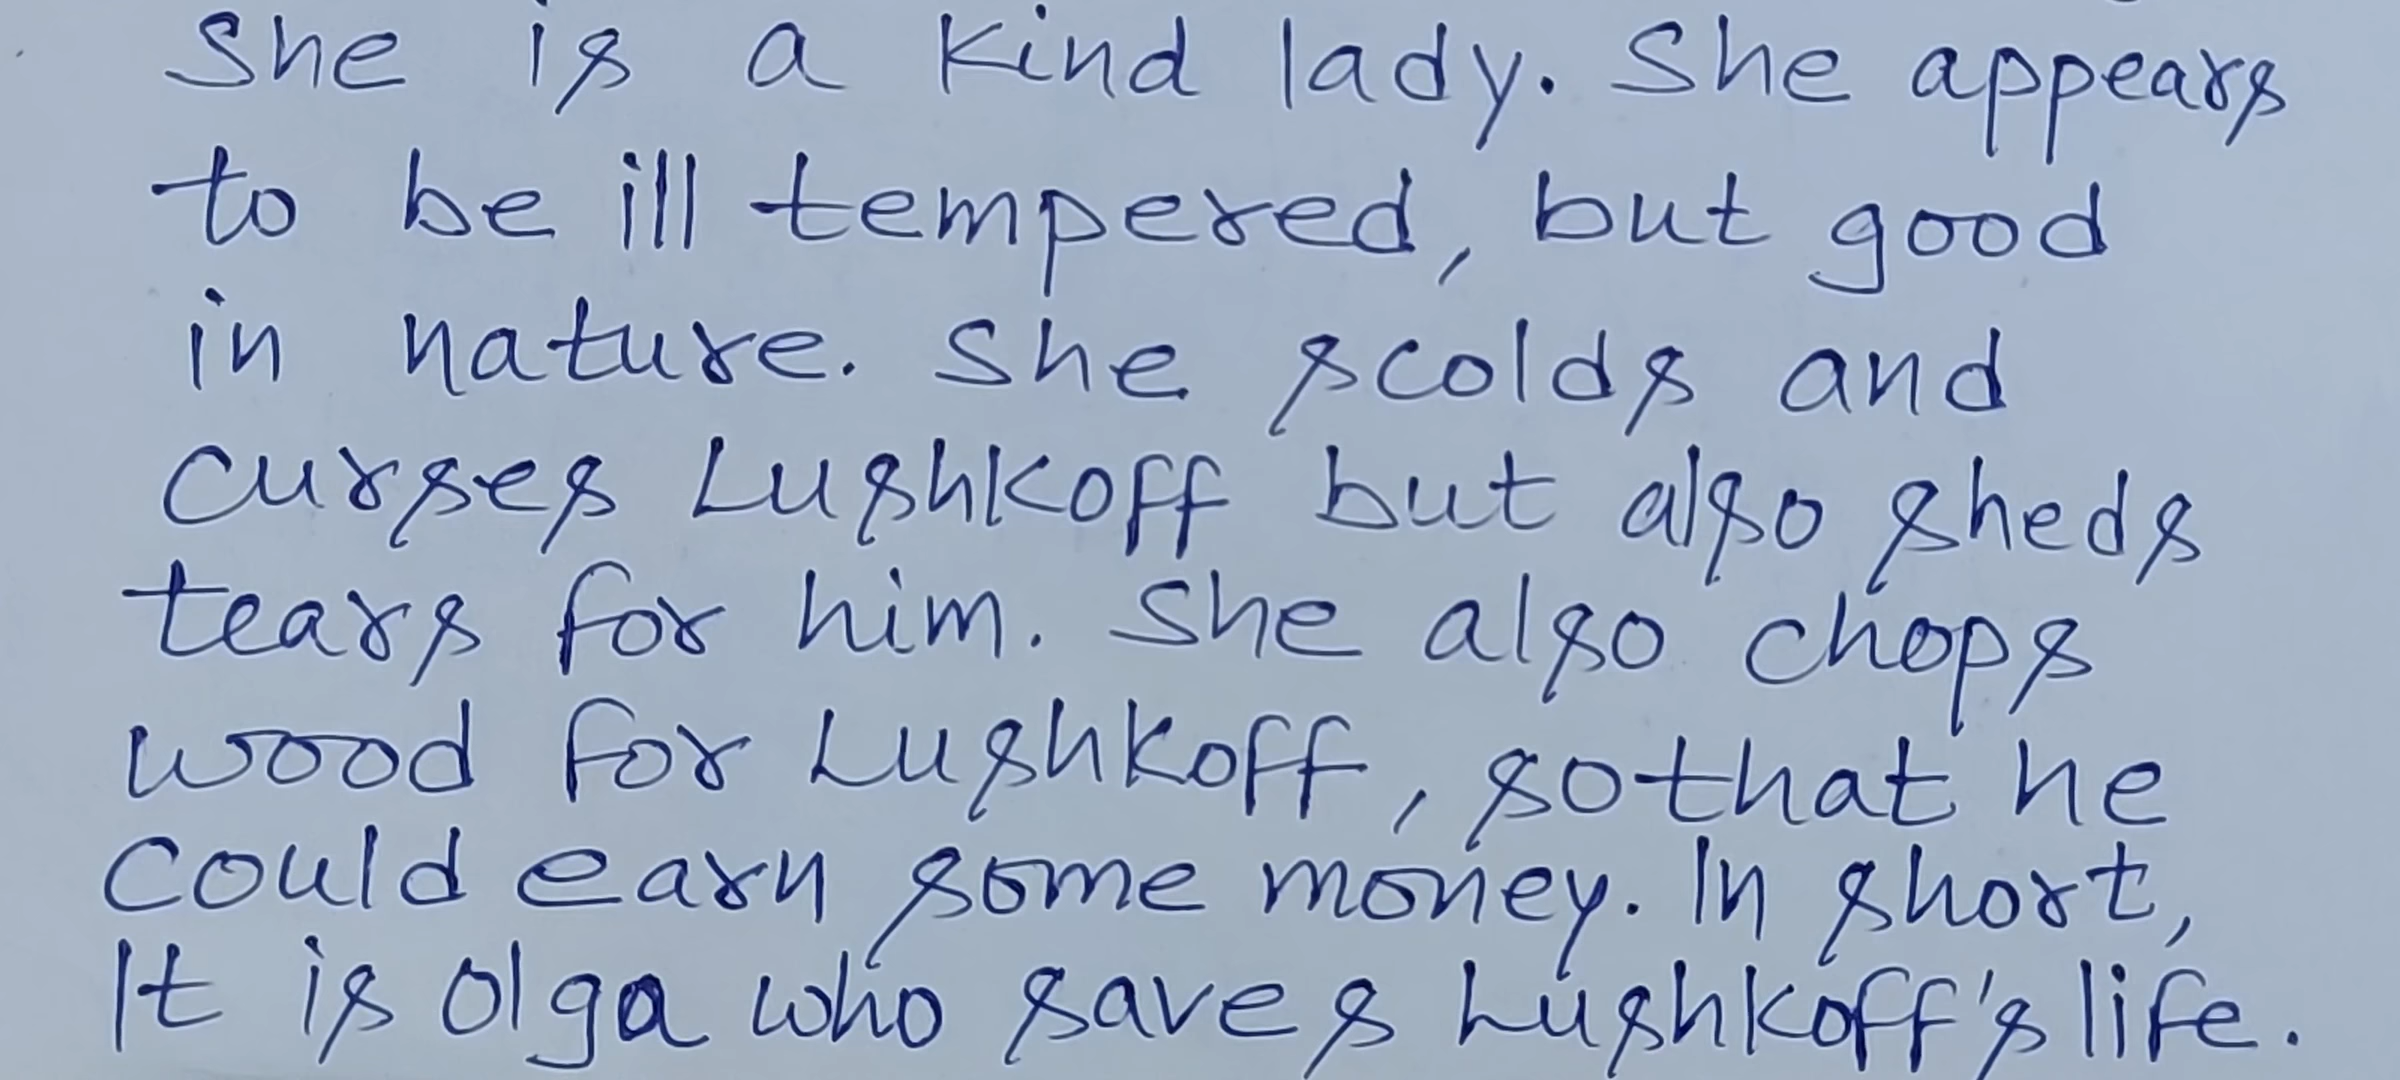 She is a kind lady. She appears
to be ill tempered, but good
in nature. She scolds and
curses Lushkoff but also sheds
tears for him. She also chops
wood for Lushkoff, sothat he
could earn some money. In short,
It is Olga who saves Lushkoff's life.